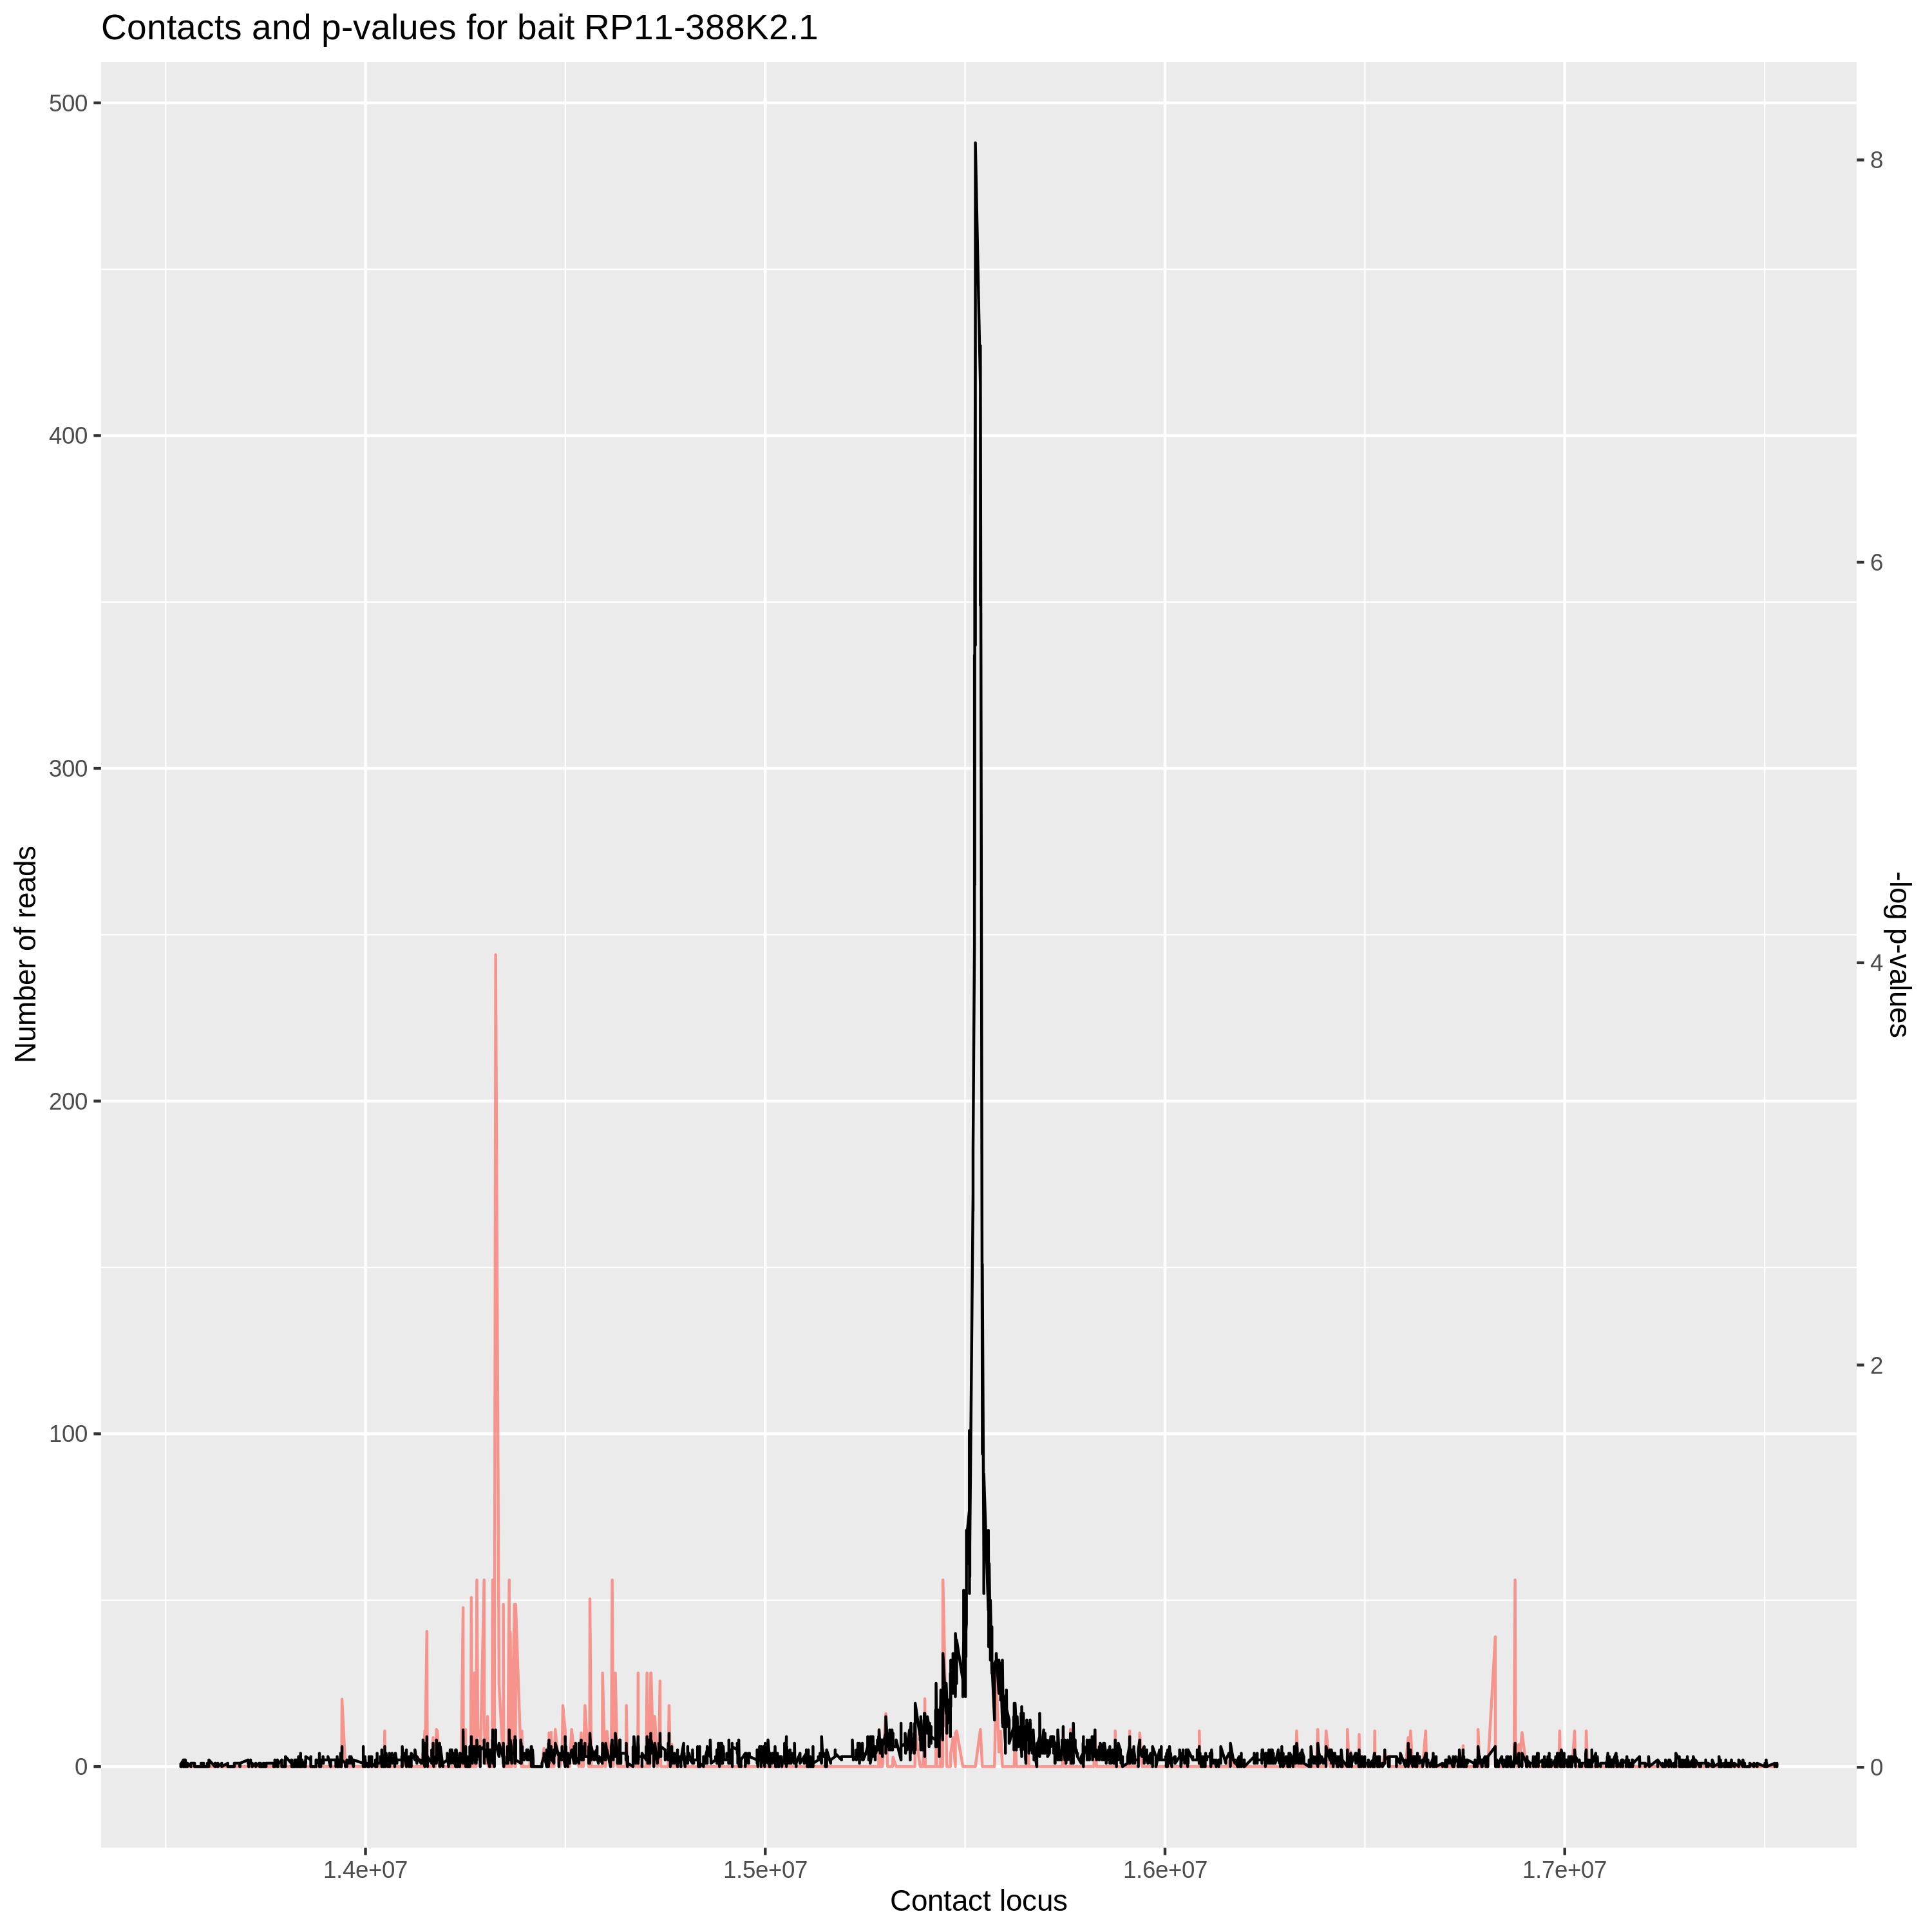 Contacts and p-values for bait RP11-388K2.1
500
400
300
200
100
0
Number of reads
8
6
4
2
0
-log p-values
1.4e+07
1.5e+07
1.6e+07
1.7e+07
Contact locus